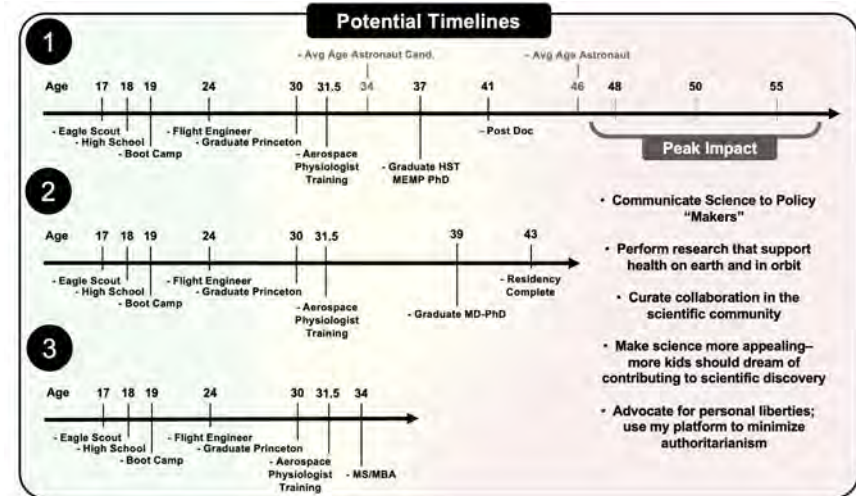 Potential Timelines
1
- Avg Age Astronaut Cand.
- Avg Age Astronaut
Age 17 18 19 24 30 31.5 34 37 41 46 48 50 55
- Eagle Scout
- High School
- Boot Camp
- Flight Engineer
- Graduate Princeton
- Aerospace
Physiologist
Training
- Graduate HST
MEMP PhD
- Post Doc
Peak Impact
2
Age 17 18 19 24 30 31.5 39 43
- Eagle Scout
- High School
- Boot Camp
- Flight Engineer
- Graduate Princeton
- Aerospace
Physiologist
Training
- Graduate MD-PhD
- Residency
Complete
3
Age 17 18 19 24 30 31.5 34
- Eagle Scout
- High School
- Boot Camp
- Flight Engineer
- Graduate Princeton
- Aerospace
Physiologist
Training
- MS/MBA
• Communicate Science to Policy
“Makers”
• Perform research that support
health on earth and in orbit
• Curate collaboration in the
scientific community
• Make science more appealing–
more kids should dream of
contributing to scientific discovery
• Advocate for personal liberties;
use my platform to minimize
authoritarianism